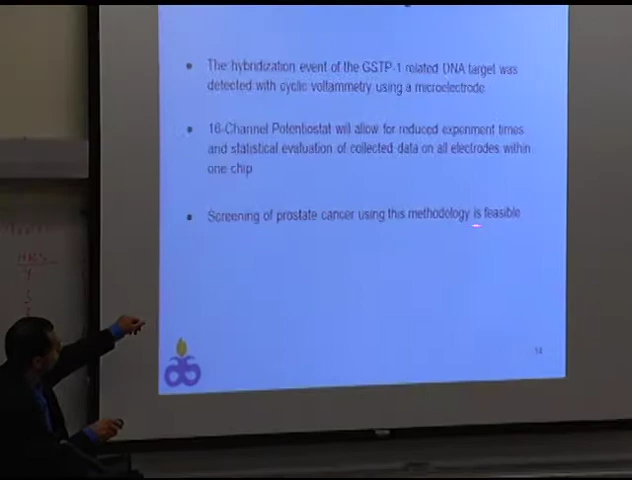 The hybridization event of the GSTP-1 related DNA target was
detected with cyclic voltammetry using a microelectrode
16-Channel Potentiostat will allow for reduced experiment times
and statistical evaluation of collected data on all electrodes within
one chip
Screening of prostate cancer using this methodology is feasible
14